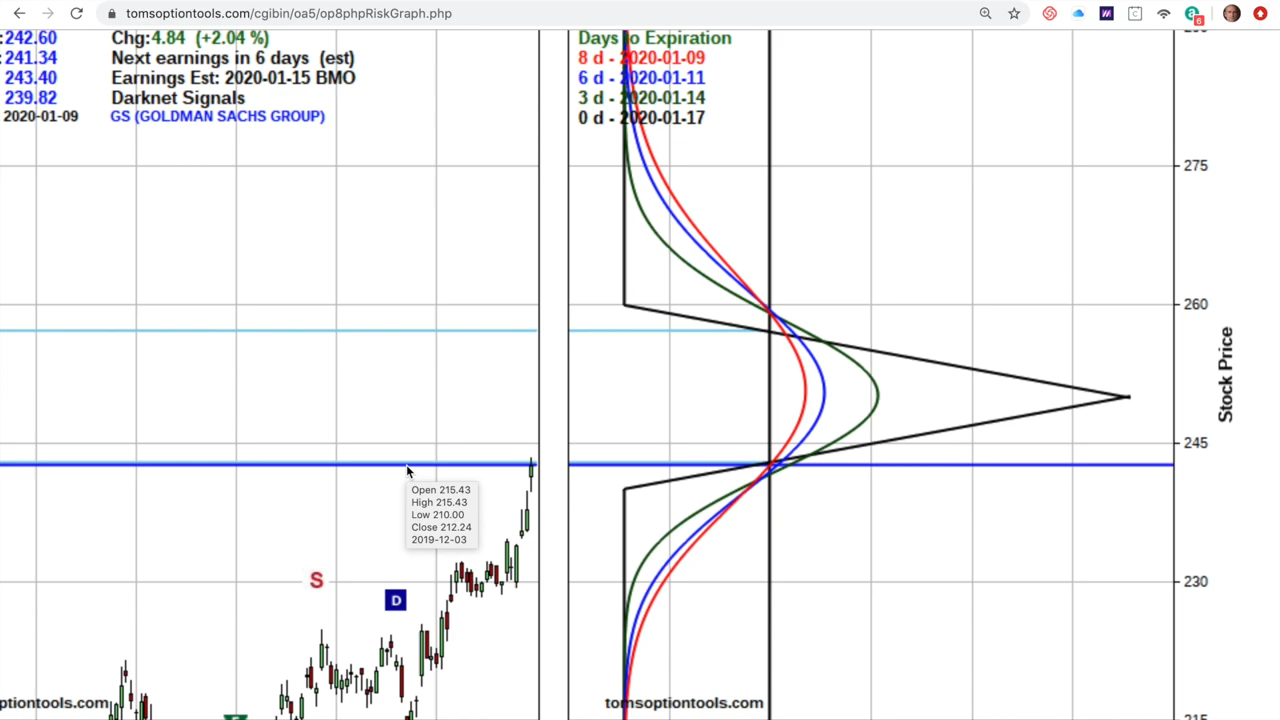 tomsoptiontools.com/cgibin/oa5/op8phpRiskGraph.php
6
:242.60 Chg:4.84 (+2.04 %)
:241.34 Next earnings in 6 days (est)
243.40 Earnings Est: 2020-01-15 BMO
239.82 Darknet Signals
2020-01-09 GS (GOLDMAN SACHS GROUP)
Days to Expiration
8 d - 2020-01-09
6 d - 2020-01-11
3 d - 2020-01-14
0 d - 2020-01-17
275
260
245
230
215
Stock Price
Open 215.43
High 215.43
Low 210.00
Close 212.24
2019-12-03
S
D
optiontools.com
tomsoptiontools.com